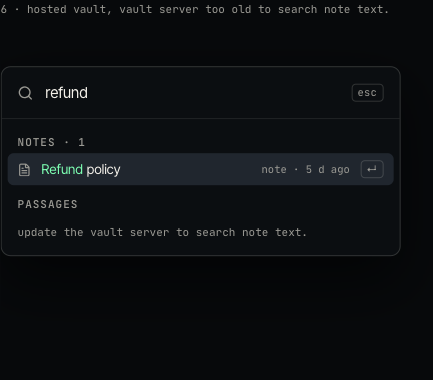 6 · hosted vault, vault server too old to search note text.
refund
esc
NOTES · 1
Refund policy
note · 5 d ago
↵
PASSAGES
update the vault server to search note text.